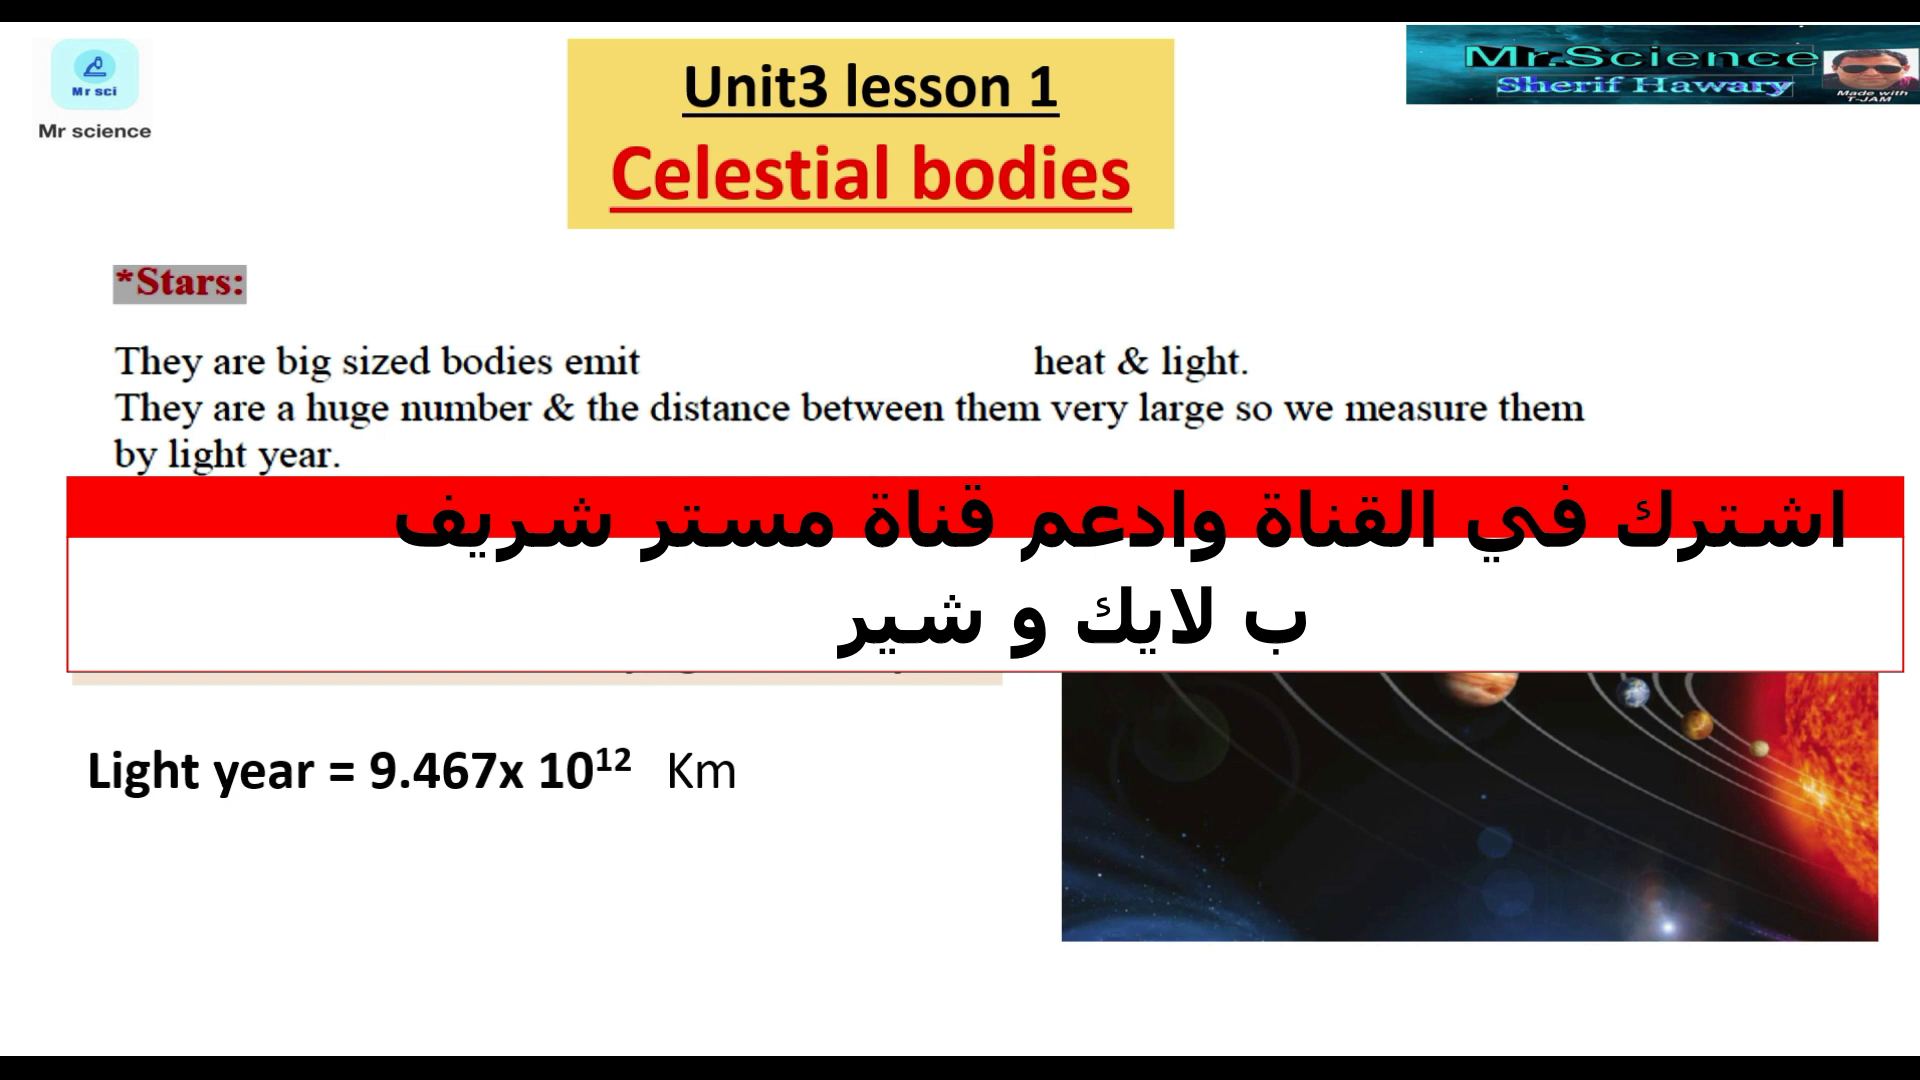 Mr sci
Mr science
Unit3 lesson 1
Celestial bodies
Mr.Science
Sherif Hawary
Made with
T-JAM
*Stars:
They are big sized bodies emit heat & light.
They are a huge number & the distance between them very large so we measure them
by light year.
اشترك في القناة وادعم قناة مستر شريف
ب لايك و شير
Light year = 9.467x 10¹² Km